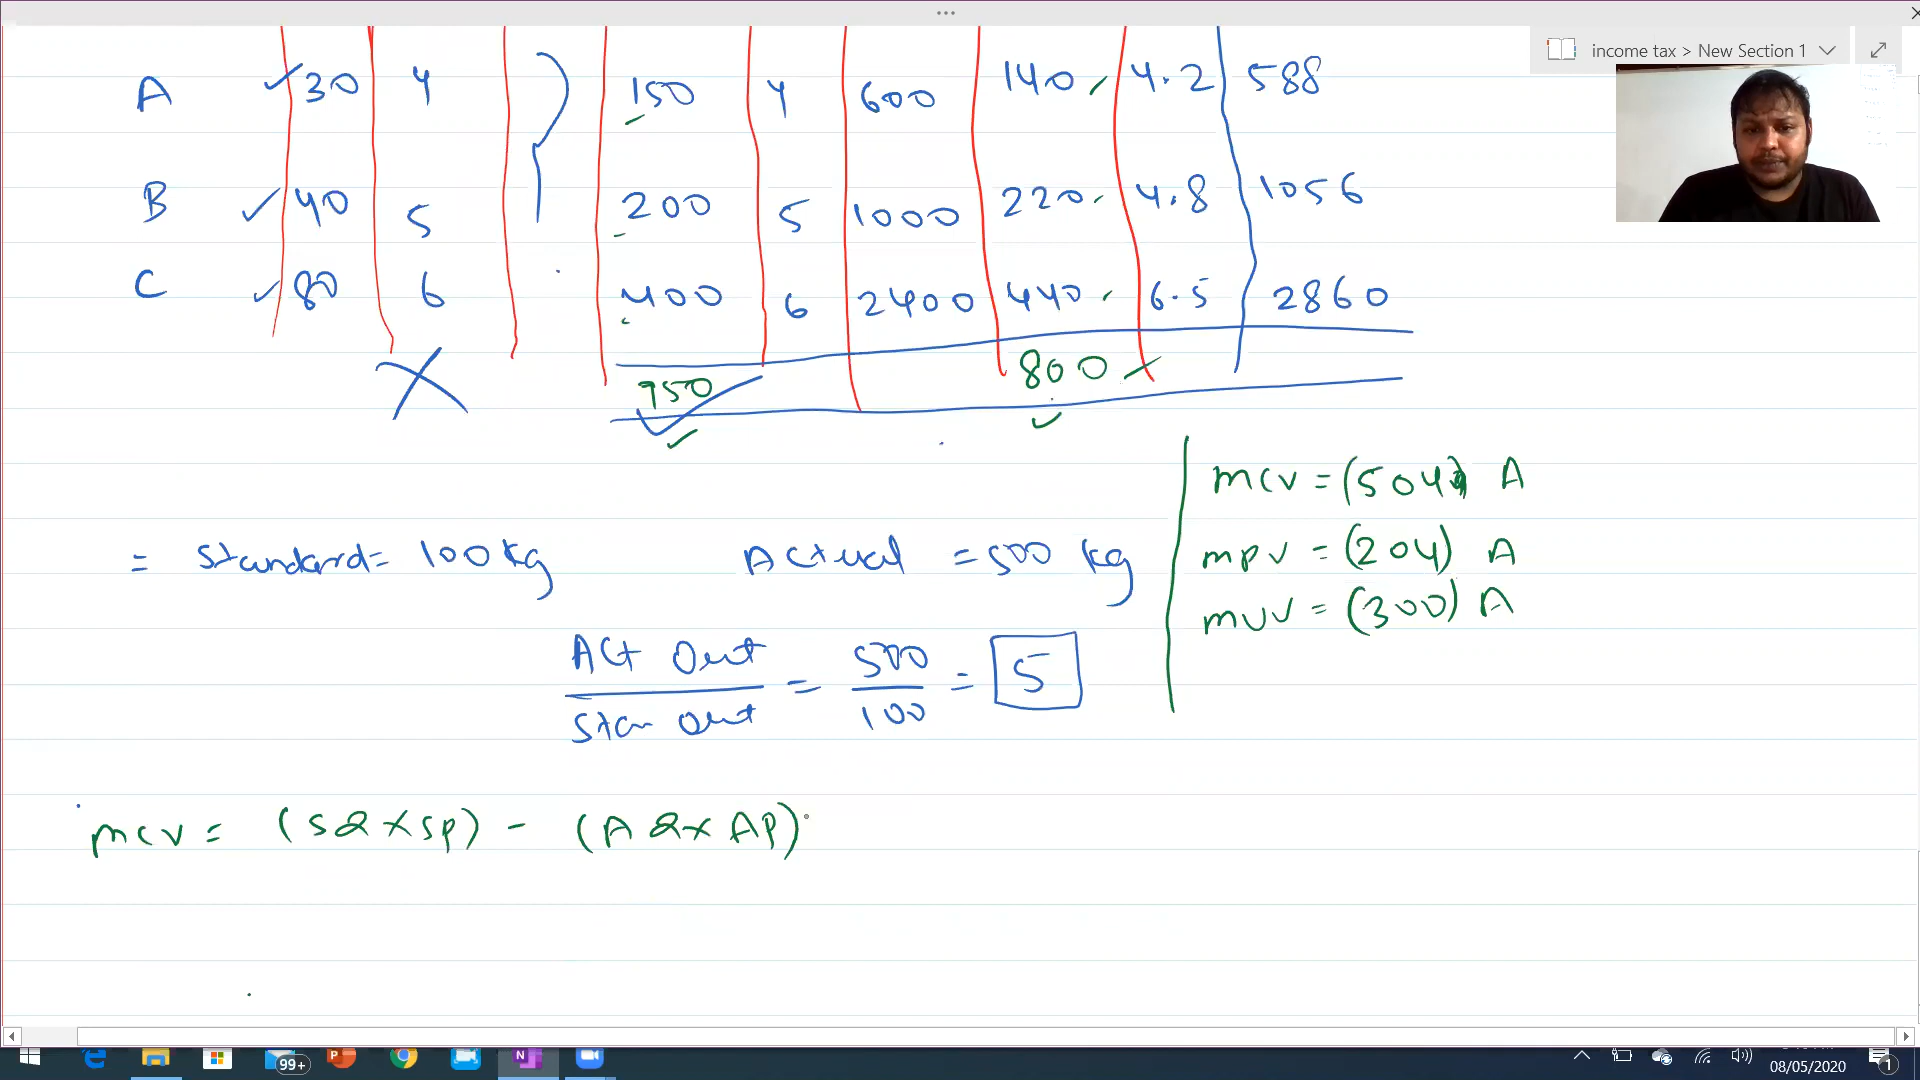 income tax > New Section 1
A 30 4 150 4 600 140 4.2 588
B 40 5 200 5 1000 220 4.8 1056
C 80 6 400 6 2400 440 6.5 2860
950 800
mcv = (504) A
= Standard = 100 kg Actual = 500 kg
mpv = (204) A
muv = (300) A
Act Out = 500 = 5
Stan Out 100
mcv = (SQ x SP) - (AQ x AP)
99+
08/05/2020
1